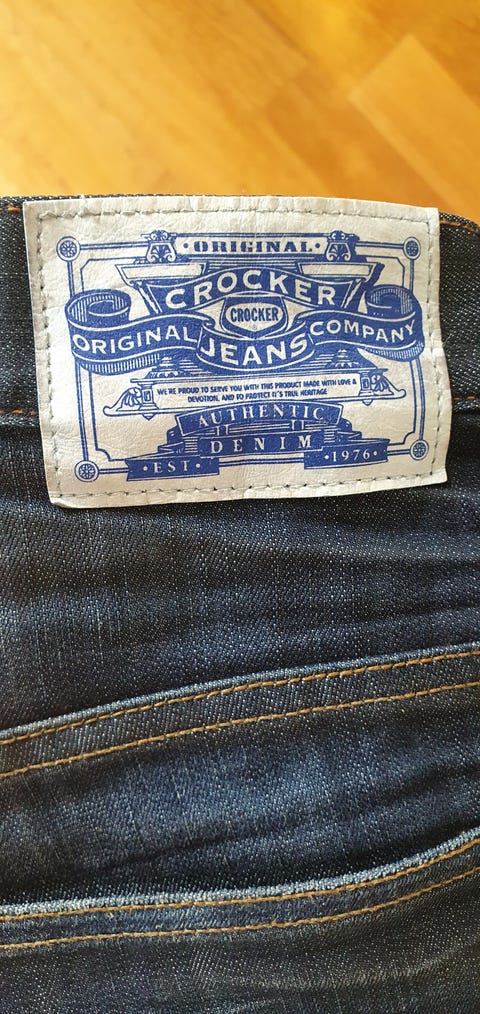 · ORIGINAL ·
CROCKER
CROCKER
ORIGINAL JEANS COMPANY
WE'RE PROUD TO SERVE YOU WITH THIS PRODUCT MADE WITH LOVE &
DEVOTION, AND PO PROTECT IT'S TRUE HERITAGE
AUTHENTIC
DENIM
· EST · · 1976 ·